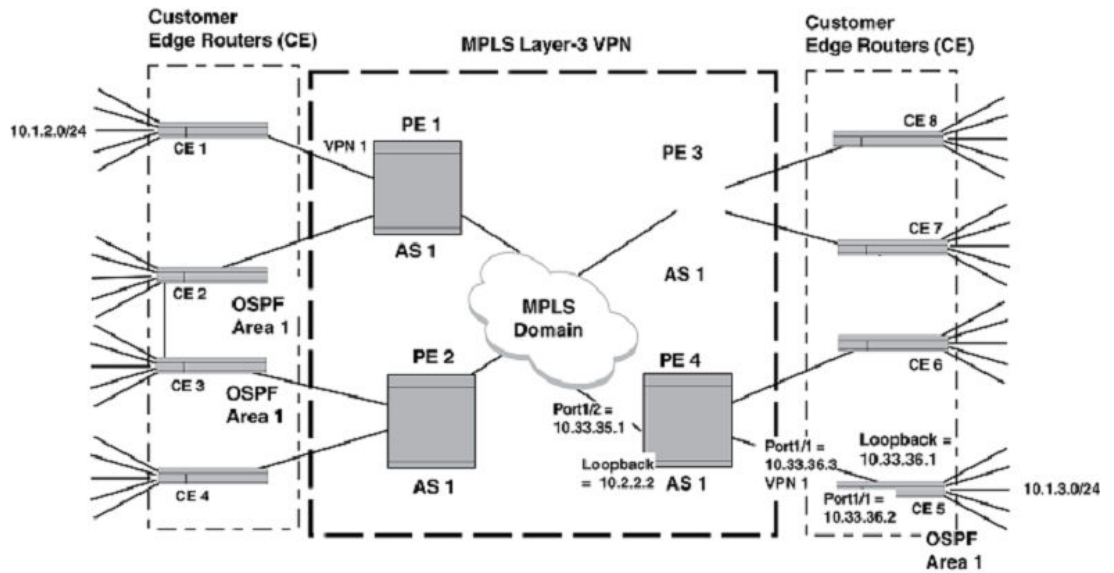 Customer
Edge Routers (CE)
MPLS Layer-3 VPN
Customer
Edge Routers (CE)
10.1.2.0/24
CE 1
VPN 1
PE 1
AS 1
PE 3
AS 1
CE 8
CE 7
CE 2
OSPF
Area 1
MPLS
Domain
CE 3
OSPF
Area 1
PE 2
AS 1
PE 4
AS 1
CE 6
CE 4
Port1/2 =
10.33.35.1
Loopback
= 10.2.2.2
Port1/1 =
10.33.36.3
VPN 1
Loopback =
10.33.36.1
Port1/1 =
10.33.36.2
CE 5
10.1.3.0/24
OSPF
Area 1